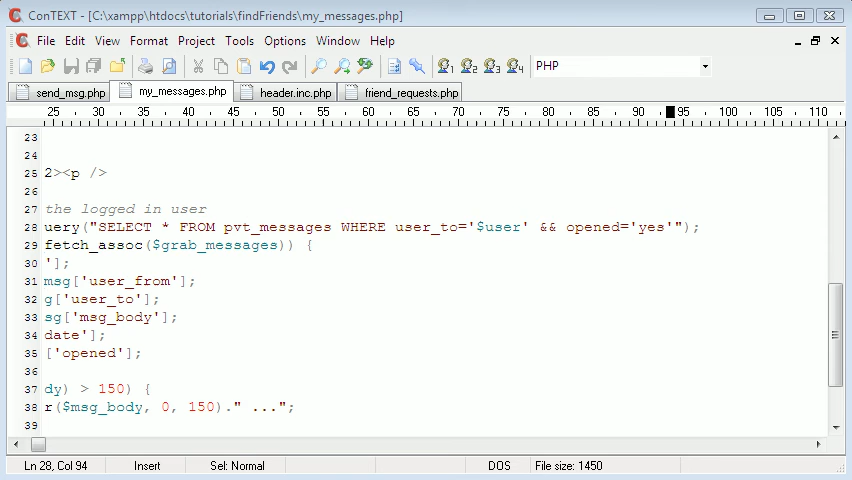 ConTEXT - [C:\xampp\htdocs\tutorials\findFriends\my_messages.php]
File Edit View Format Project Tools Options Window Help
1 2 3 4 PHP
send_msg.php my_messages.php header.inc.php friend_requests.php
25 30 35 40 45 50 55 60 65 70 75 80 85 90 95 100 105 110
23
24
25 2><p />
26
27 the logged in user
28 uery("SELECT * FROM pvt_messages WHERE user_to='$user' && opened='yes'");
29 fetch_assoc($grab_messages)) {
30 '];
31 msg['user_from'];
32 g['user_to'];
33 sg['msg_body'];
34 date'];
35 ['opened'];
36
37 dy) > 150) {
38 r($msg_body, 0, 150)." ...";
39
Ln 28, Col 94 Insert Sel: Normal DOS File size: 1450